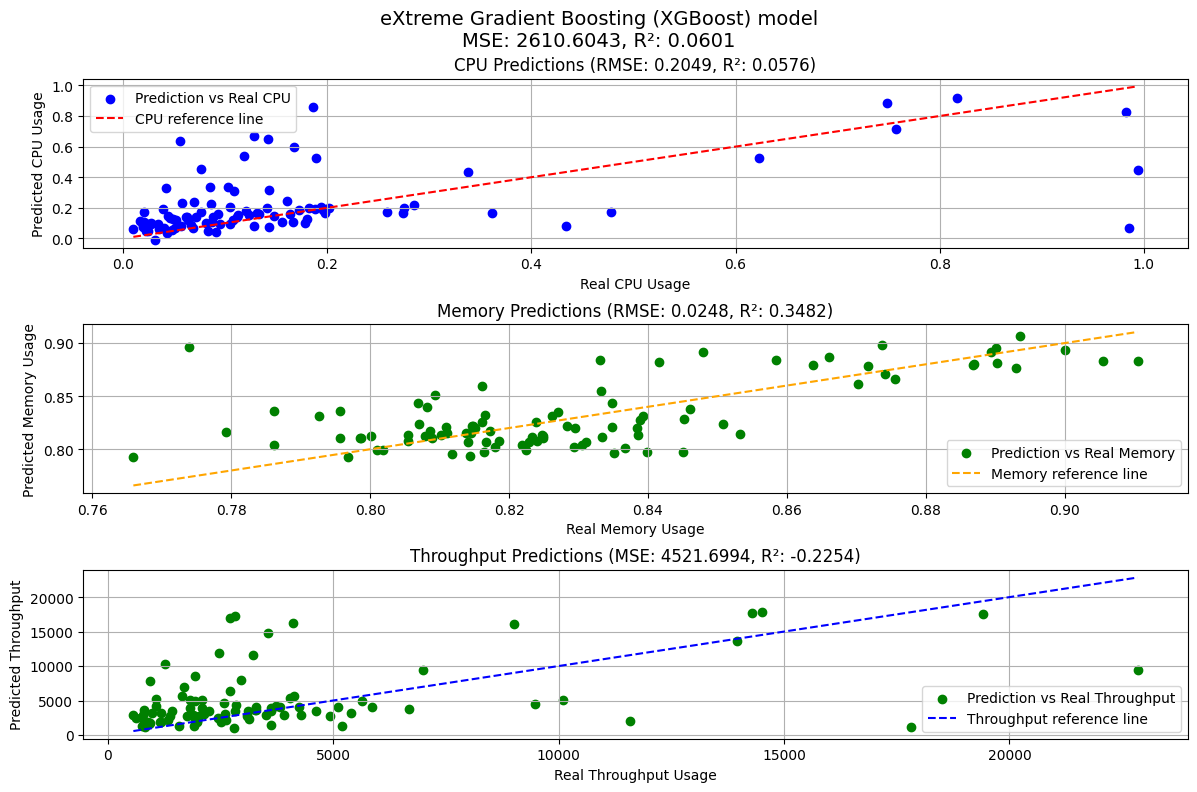 eXtreme Gradient Boosting (XGBoost) model
MSE: 2610.6043, R²: 0.0601
CPU Predictions (RMSE: 0.2049, R²: 0.0576)
Predicted CPU Usage
1.0
0.8
0.6
0.4
0.2
0.0
Prediction vs Real CPU
CPU reference line
0.0 0.2 0.4 0.6 0.8 1.0
Real CPU Usage
Memory Predictions (RMSE: 0.0248, R²: 0.3482)
Predicted Memory Usage
0.90
0.85
0.80
Prediction vs Real Memory
Memory reference line
0.76 0.78 0.80 0.82 0.84 0.86 0.88 0.90
Real Memory Usage
Throughput Predictions (MSE: 4521.6994, R²: -0.2254)
Predicted Throughput
20000
15000
10000
5000
0
Prediction vs Real Throughput
Throughput reference line
0 5000 10000 15000 20000
Real Throughput Usage